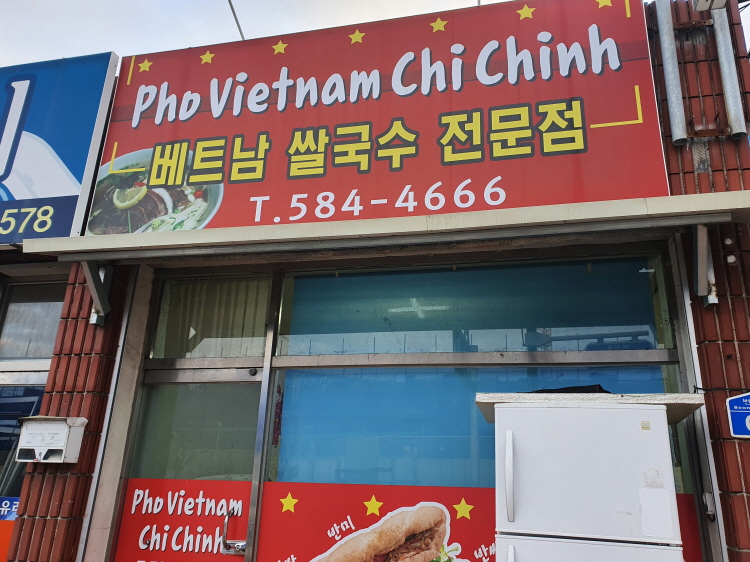 Pho Vietnam Chi Chinh
베트남 쌀국수 전문점
T.584-4666
578
Pho Vietnam
Chi Chinh
반미